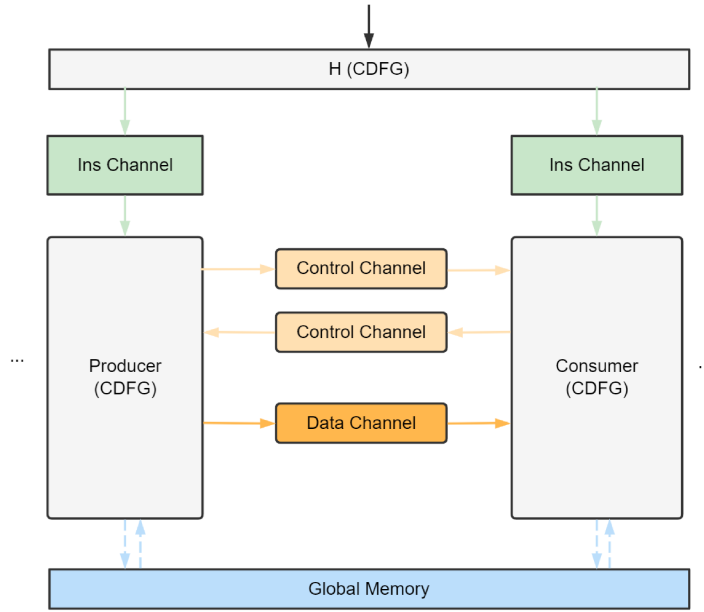 H (CDFG)
Ins Channel
Ins Channel
Control Channel
Control Channel
...
Producer
(CDFG)
Consumer
(CDFG)
.
Data Channel
Global Memory